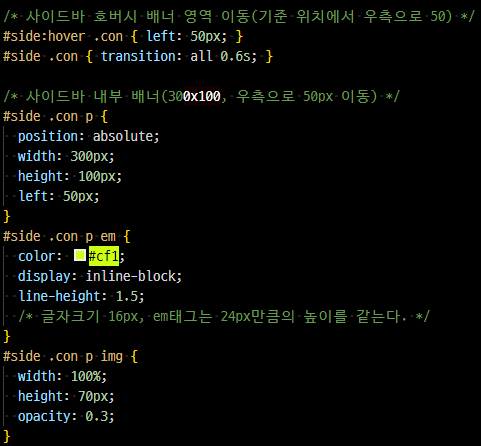 /* 사이드바 호버시 배너 영역 이동(기준 위치에서 우측으로 50) */
#side:hover .con { left: 50px; }
#side .con { transition: all 0.6s; }
/* 사이드바 내부 배너(300x100, 우측으로 50px 이동) */
#side .con p {
position: absolute;
width: 300px;
height: 100px;
left: 50px;
}
#side .con p em {
color: #cf1;
display: inline-block;
line-height: 1.5;
/* 글자크기 16px, em태그는 24px만큼의 높이를 같는다. */
}
#side .con p img {
width: 100%;
height: 70px;
opacity: 0.3;
}